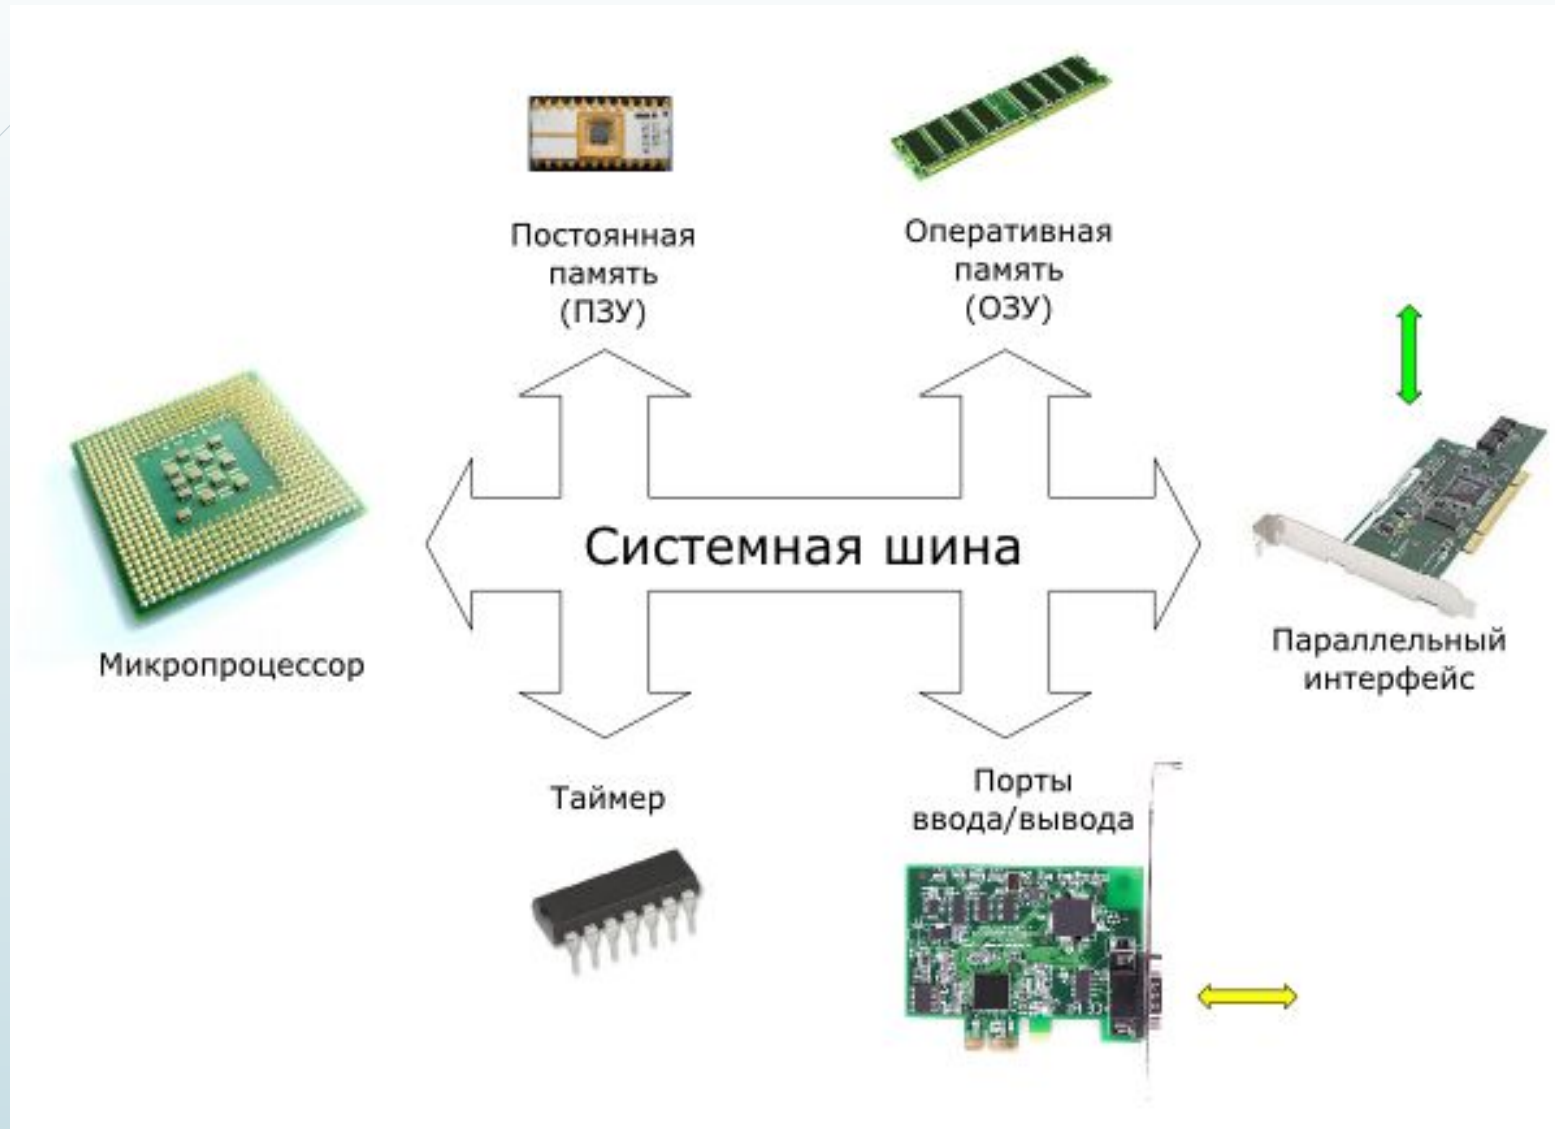 Постоянная
память
(ПЗУ)
Оперативная
память
(ОЗУ)
Системная шина
Микропроцессор
Параллельный
интерфейс
Таймер
Порты
ввода/вывода